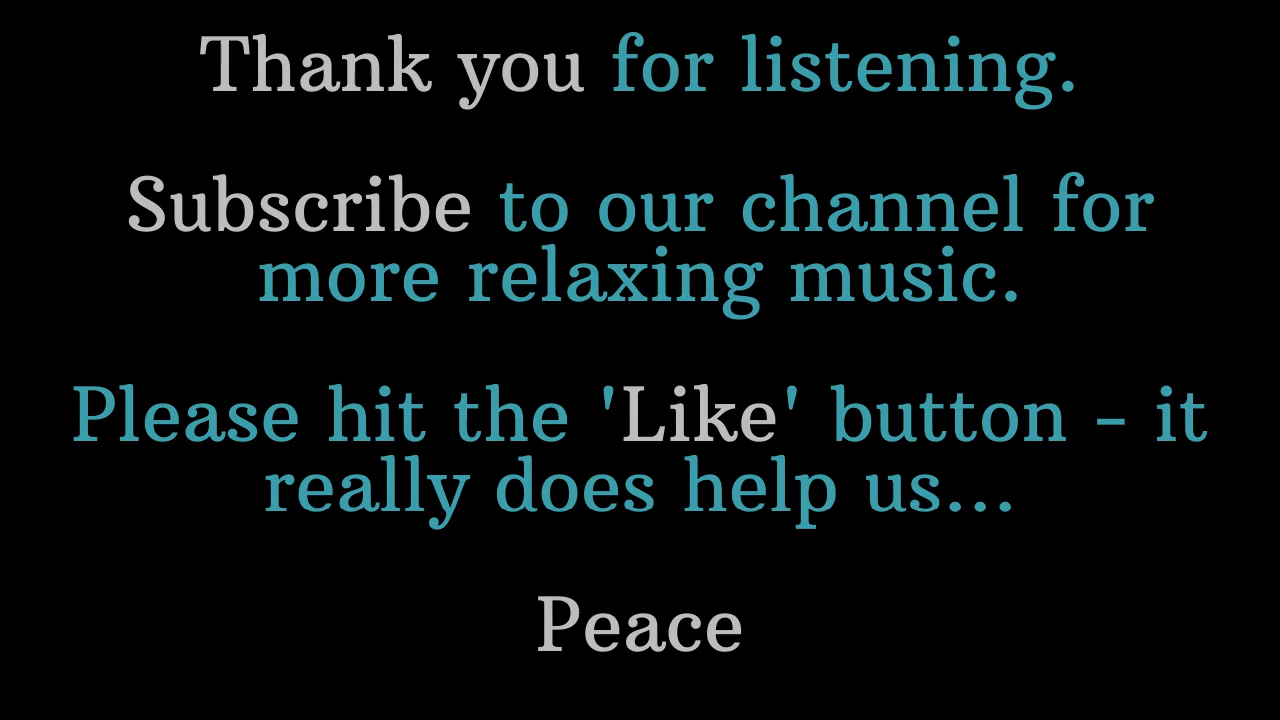 Thank you for listening.
Subscribe to our channel for
more relaxing music.
Please hit the 'Like' button - it
really does help us...
Peace